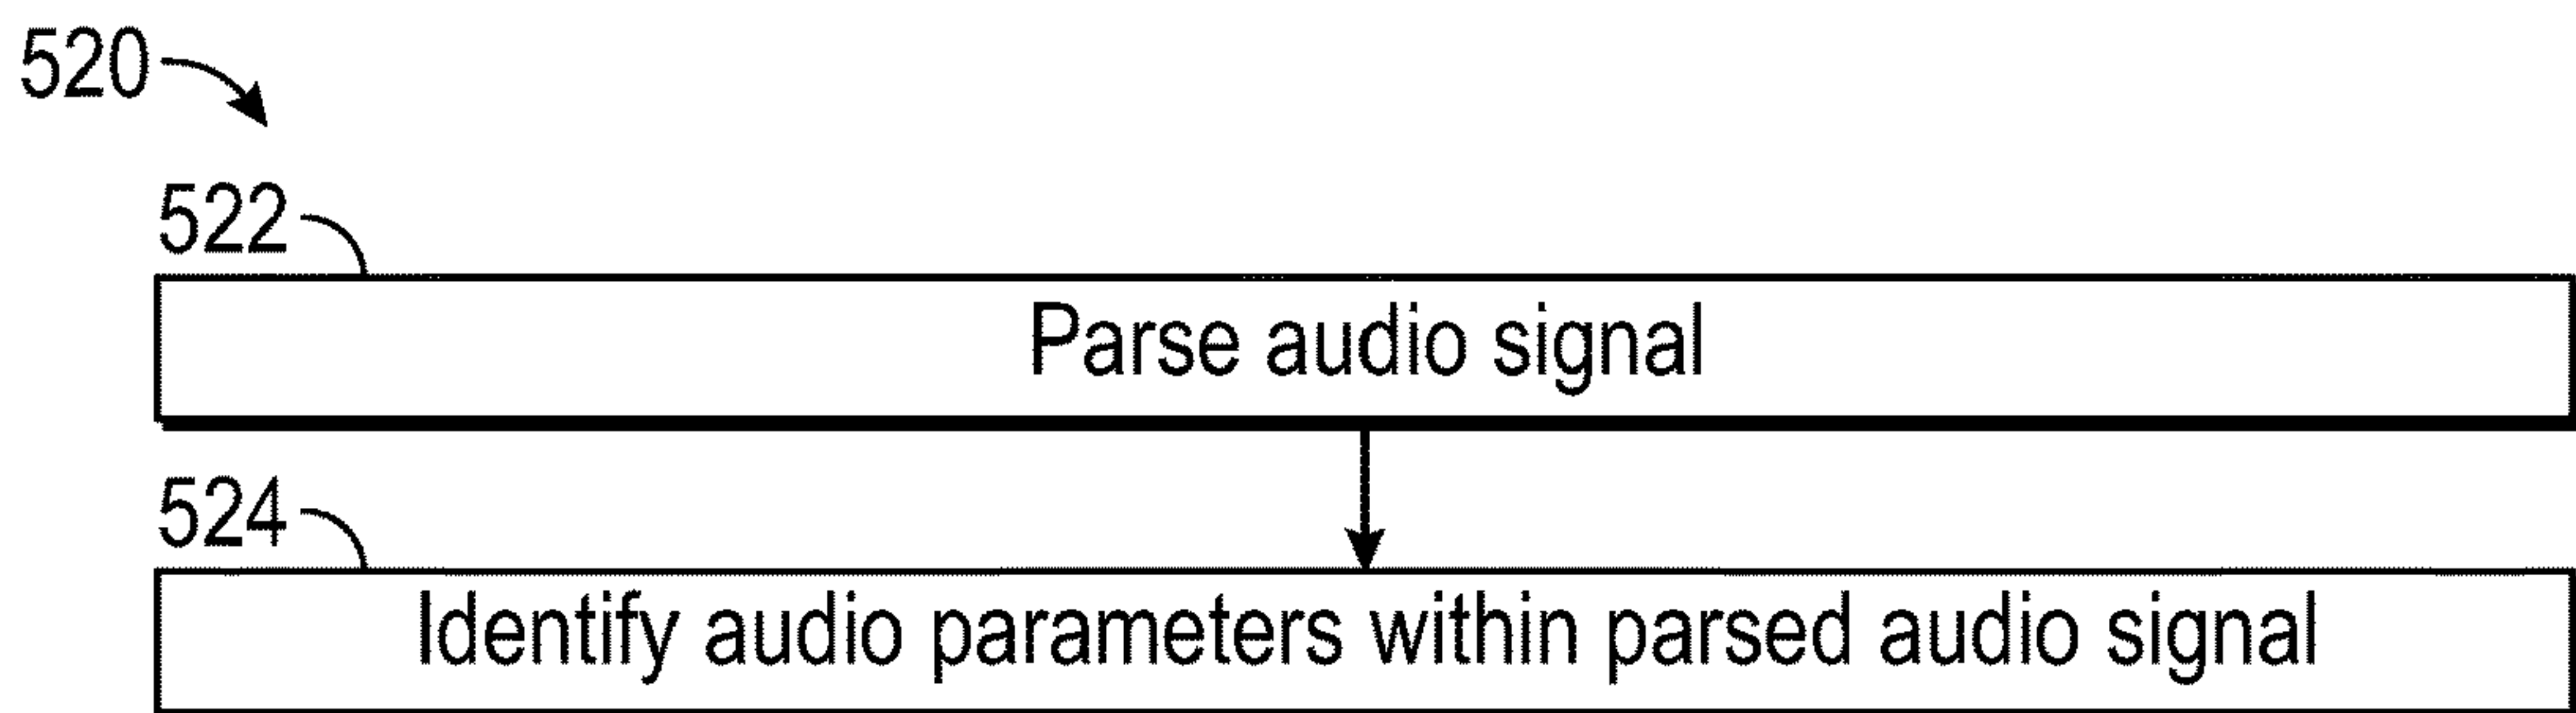 520
522
Parse audio signal
524
Identify audio parameters within parsed audio signal